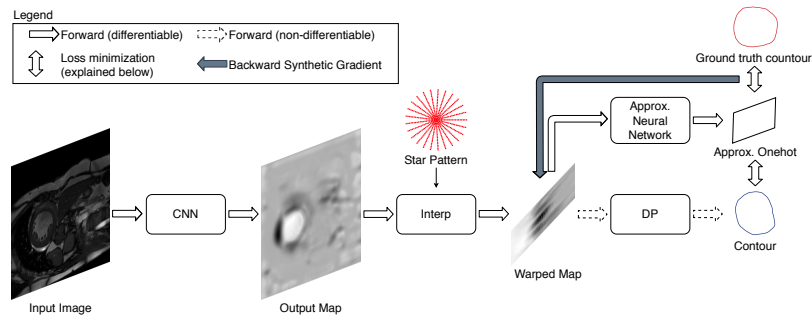 Legend
Forward (differentiable)
Forward (non-differentiable)
Loss minimization
(explained below)
Backward Synthetic Gradient
Ground truth countour
Approx.
Neural
Network
Approx. Onehot
Star Pattern
CNN
Interp
DP
Contour
Warped Map
Input Image
Output Map